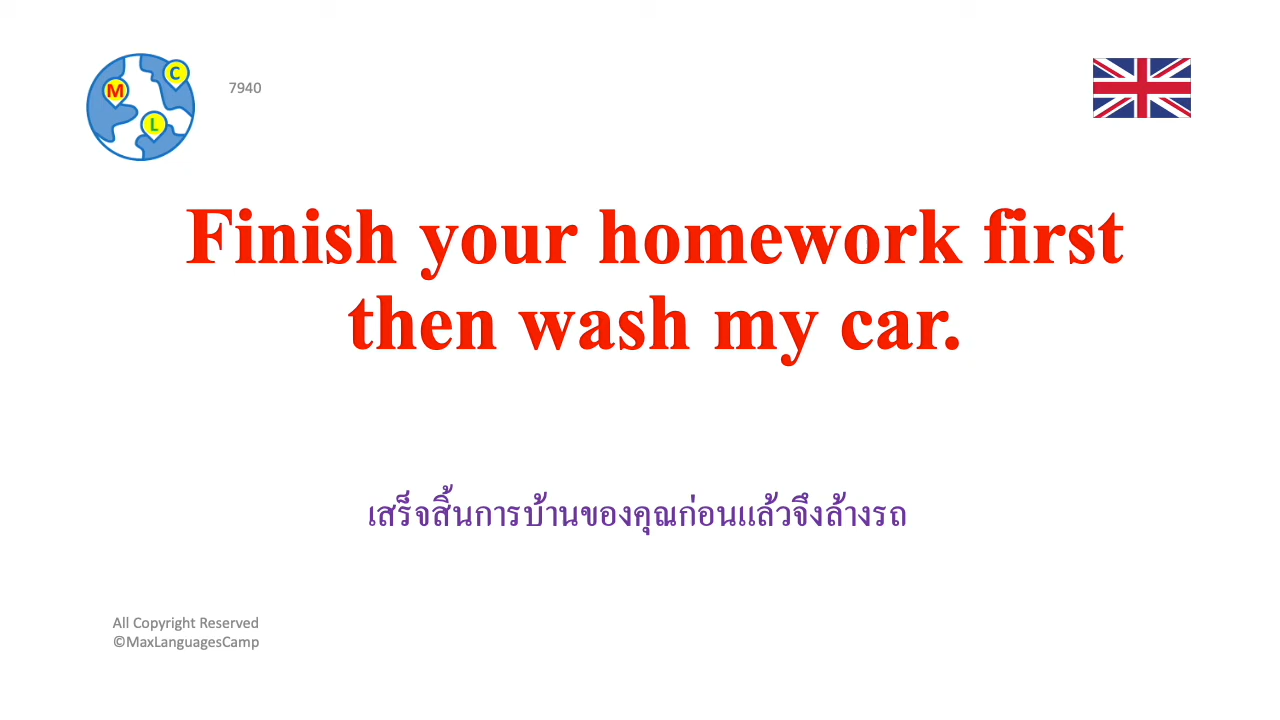 M
C
L
7940
Finish your homework first
then wash my car.
เสร็จสิ้นการบ้านของคุณก่อนแล้วจึงล้างรถ
All Copyright Reserved
©MaxLanguagesCamp